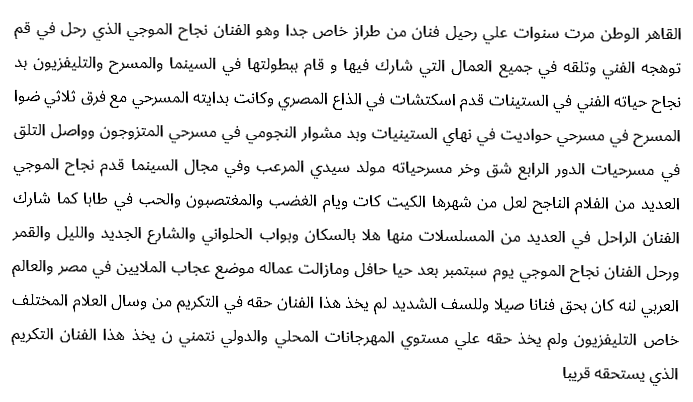 القاهر الوطن مرت سنوات علي رحيل فنان من طراز خاص جدا وهو الفنان نجاح الموجي الذي رحل في قم
توهجه الفني وتلقه في جميع العمال التي شارك فيها و قام ببطولتها في السينما والمسرح والتليفزيون بد
نجاح حياته الفني في الستينات قدم اسكتشات في الذاع المصري وكانت بدايته المسرحي مع فرق ثلاثي ضوا
المسرح في مسرحي حواديت في نهاي الستينيات وبد مشوار النجومي في مسرحي المتزوجون وواصل التلق
في مسرحيات الدور الرابع شق وخر مسرحياته مولد سيدي المرعب وفي مجال السينما قدم نجاح الموجي
العديد من الفلام الناجح لعل من شهرها الكيت كات ويام الغضب والمغتصبون والحب في طابا كما شارك
الفنان الراحل في العديد من المسلسلات منها هلا بالسكان وبواب الحلواني والشارع الجديد والليل والقمر
ورحل الفنان نجاح الموجي يوم سبتمبر بعد حيا حافل ومازالت عماله موضع عجاب الملايين في مصر والعالم
العربي لنه كان بحق فنانا صيلا وللسف الشديد لم يخذ هذا الفنان حقه في التكريم من وسال العلام المختلف
خاص التليفزيون ولم يخذ حقه علي مستوي المهرجانات المحلي والدولي نتمني ن يخذ هذا الفنان التكريم
الذي يستحقه قريبا